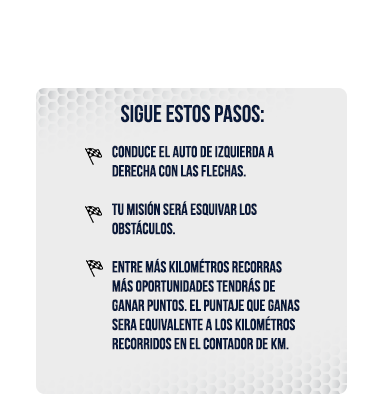 SIGUE ESTOS PASOS:
CONDUCE EL AUTO DE IZQUIERDA A
DERECHA CON LAS FLECHAS.
TU MISIÓN SERÁ ESQUIVAR LOS
OBSTÁCULOS.
ENTRE MÁS KILOMÉTROS RECORRAS
MÁS OPORTUNIDADES TENDRÁS DE
GANAR PUNTOS. EL PUNTAJE QUE GANAS
SERA EQUIVALENTE A LOS KILOMÉTROS
RECORRIDOS EN EL CONTADOR DE KM.